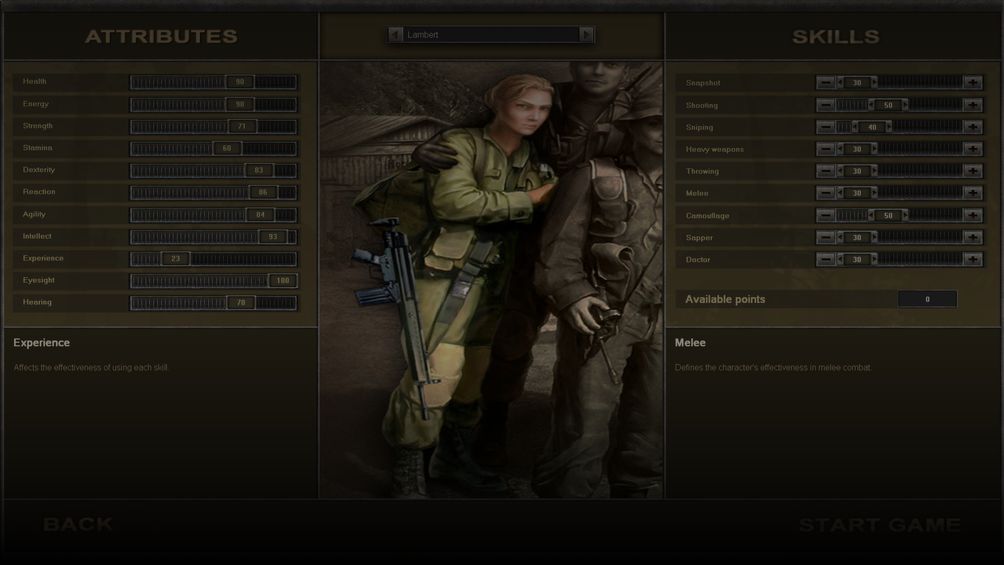 ATTRIBUTES
Lambert
SKILLS
Health 90
Energy 90
Strength 71
Stamina 60
Dexterity 83
Reaction 86
Agility 84
Intellect 93
Experience 23
Eyesight 100
Hearing 70
Snapshot 30
Shooting 50
Sniping 40
Heavy weapons 30
Throwing 30
Melee 30
Camouflage 50
Sapper 30
Doctor 30
Available points 0
Experience
Affects the effectiveness of using each skill.
Melee
Defines the character's effectiveness in melee combat.
BACK
START GAME